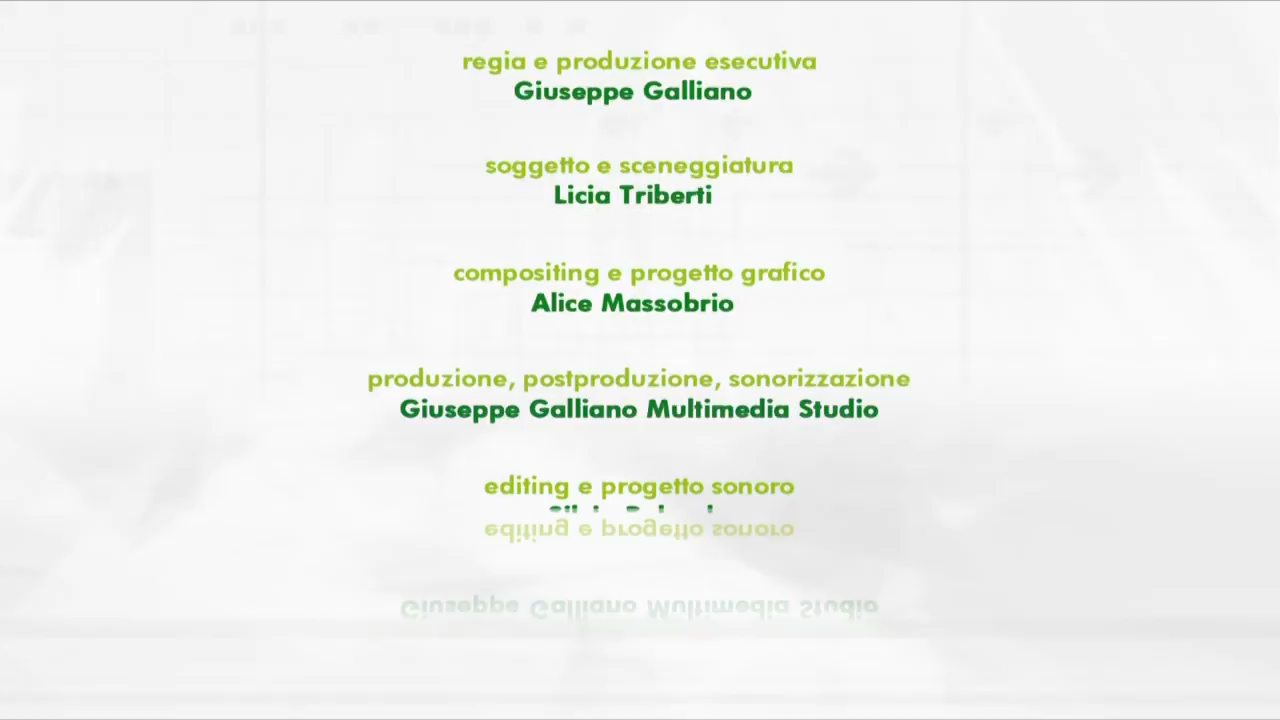 regia e produzione esecutiva
Giuseppe Galliano
soggetto e sceneggiatura
Licia Triberti
compositing e progetto grafico
Alice Massobrio
produzione, postproduzione, sonorizzazione
Giuseppe Galliano Multimedia Studio
editing e progetto sonoro